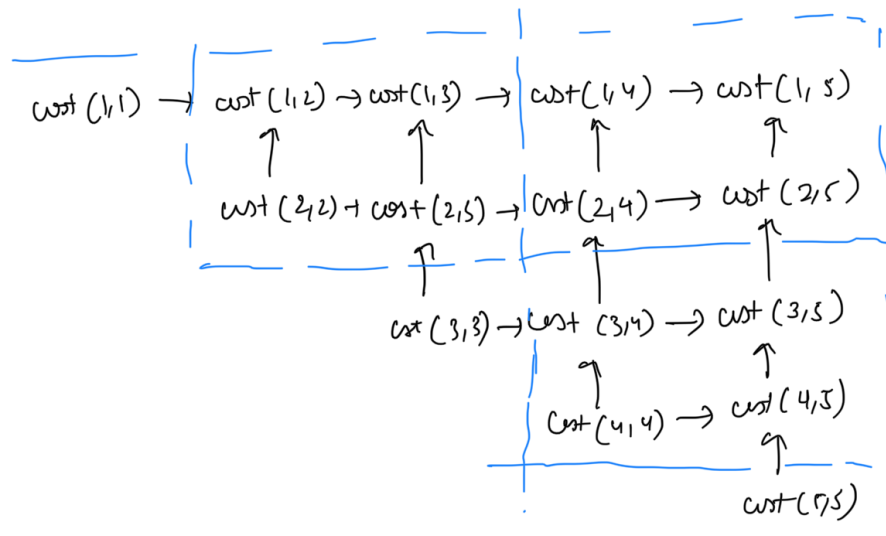 cost (1,1) → cost (1,2) → cost (1,3) → cost (1,4) → cost (1,5)
cost (2,2) → cost (2,3) → cost (2,4) → cost (2,5)
cost (3,3) → cost (3,4) → cost (3,5)
cost (4,4) → cost (4,5)
cost (5,5)